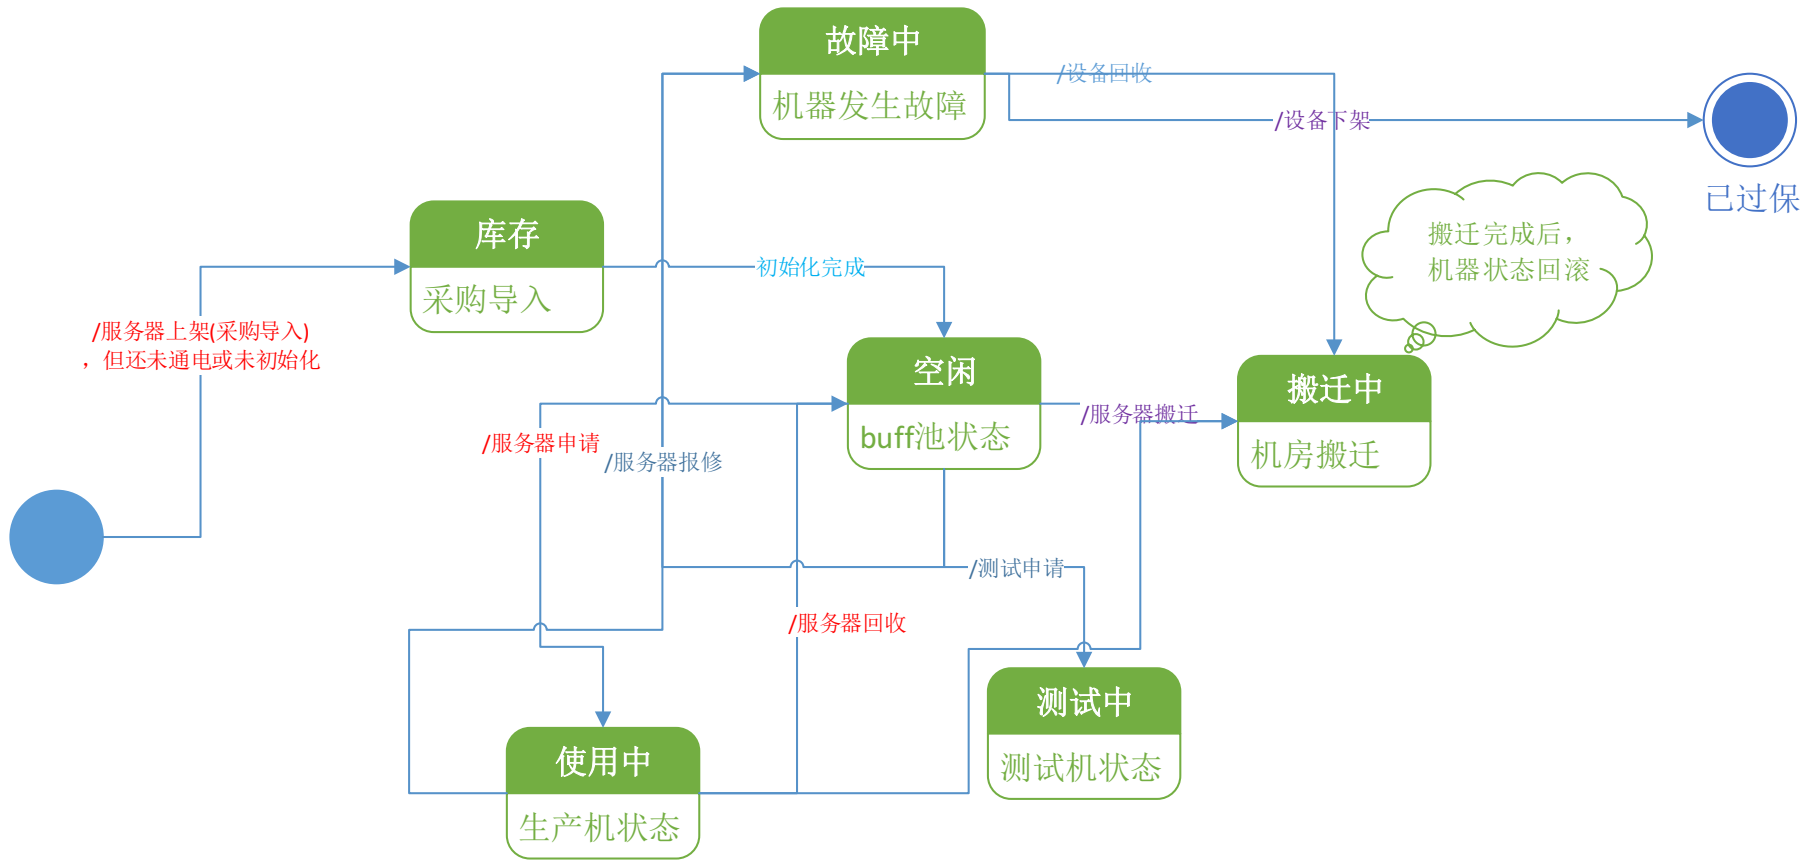 故障中
机器发生故障
/设备回收
/设备下架
已过保
库存
采购导入
初始化完成
搬迁完成后，
机器状态回滚
/服务器上架(采购导入)
，但还未通电或未初始化
空闲
buff池状态
搬迁中
机房搬迁
/服务器搬迁
/服务器申请
/服务器报修
/测试申请
/服务器回收
测试中
测试机状态
使用中
生产机状态